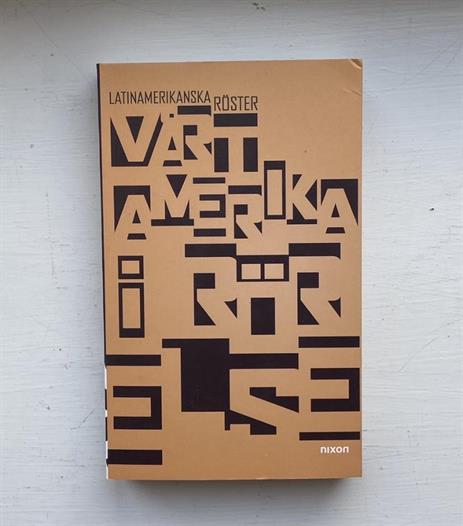 LATINAMERIKANSKA
RÖSTER
VÅRT
AMERIKA
I RÖR
ELSE
nixon